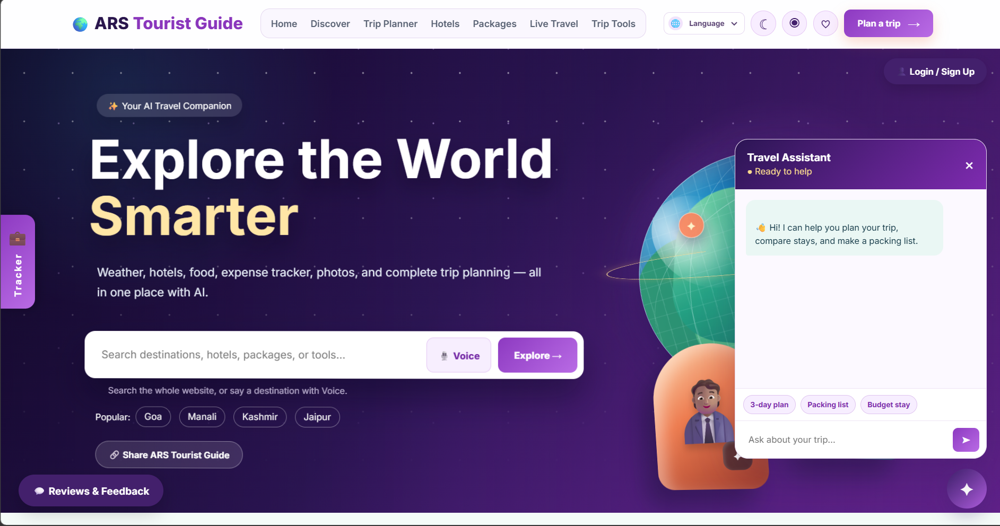 ARS Tourist Guide
Home Discover Trip Planner Hotels Packages Live Travel Trip Tools
Language
Plan a trip →
Login / Sign Up
✨ Your AI Travel Companion
Explore the World
Smarter
Weather, hotels, food, expense tracker, photos, and complete trip planning — all
in one place with AI.
Search destinations, hotels, packages, or tools...
Voice
Explore →
Search the whole website, or say a destination with Voice.
Popular: Goa Manali Kashmir Jaipur
Share ARS Tourist Guide
Reviews & Feedback
Tracker
Travel Assistant
● Ready to help
👋 Hi! I can help you plan your trip,
compare stays, and make a packing list.
3-day plan Packing list Budget stay
Ask about your trip...